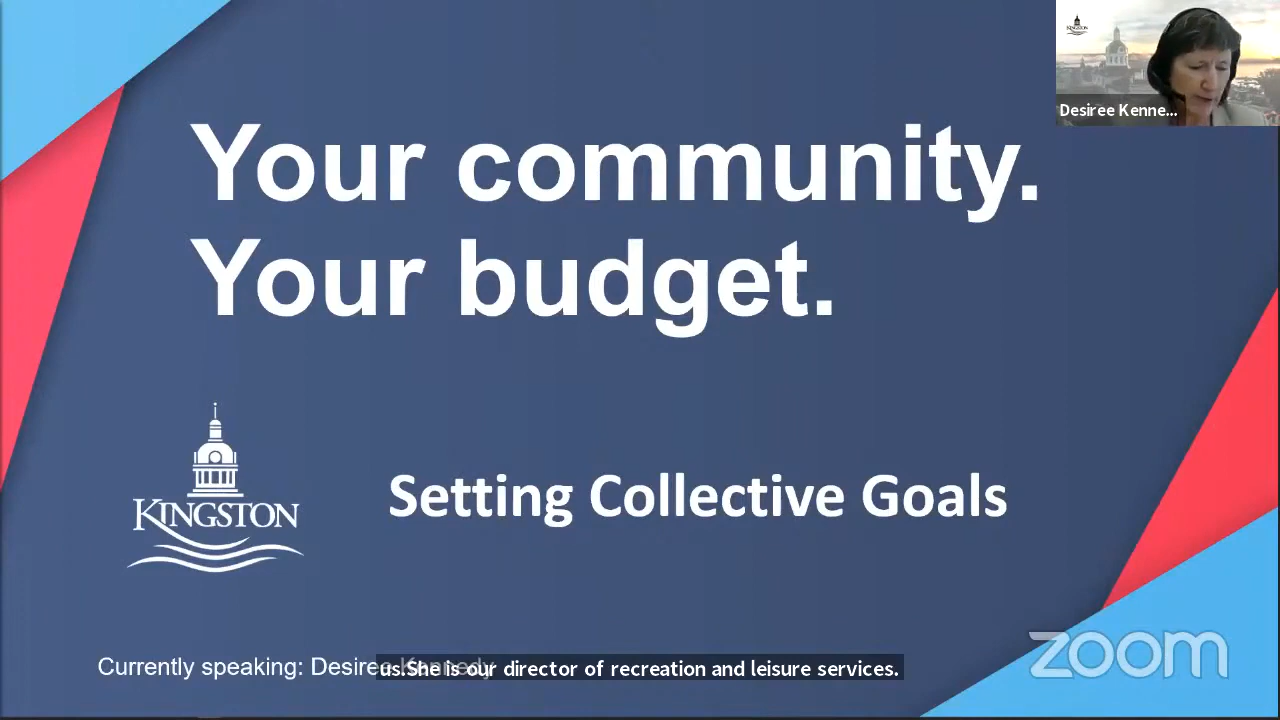 Your community.
Desiree Kenne...
Your budget.
KINGSTON
Setting Collective Goals
Currently speaking: Desiree Kennedy
us.She is our director of recreation and leisure services.
zoom